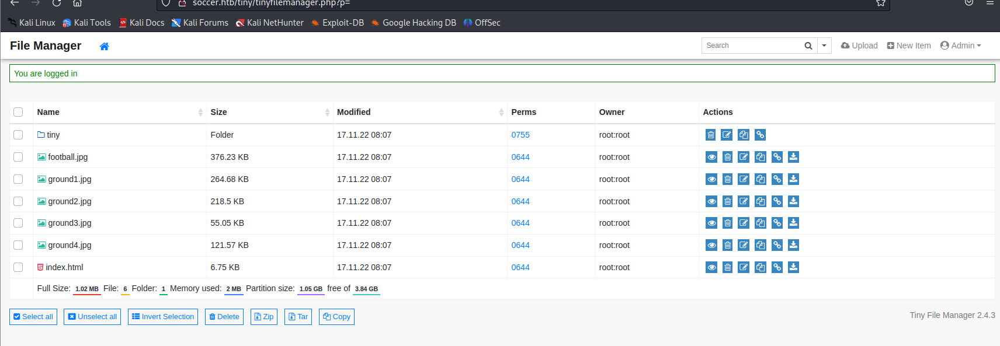 soccer.htb/tiny/tinyfilemanager.php?p=
Kali Linux Kali Tools Kali Docs Kali Forums Kali NetHunter Exploit-DB Google Hacking DB OffSec
File Manager Search Upload New Item Admin
You are logged in
Name Size Modified Perms Owner Actions
tiny Folder 17.11.22 08:07 0755 root:root
football.jpg 376.23 KB 17.11.22 08:07 0644 root:root
ground1.jpg 264.68 KB 17.11.22 08:07 0644 root:root
ground2.jpg 218.5 KB 17.11.22 08:07 0644 root:root
ground3.jpg 55.05 KB 17.11.22 08:07 0644 root:root
ground4.jpg 121.57 KB 17.11.22 08:07 0644 root:root
index.html 6.75 KB 17.11.22 08:07 0644 root:root
Full Size: 1.02 MB File: 6 Folder: 1 Memory used: 2 MB Partition size: 1.05 GB free of 3.84 GB
Select all Unselect all Invert Selection Delete Zip Tar Copy Tiny File Manager 2.4.3